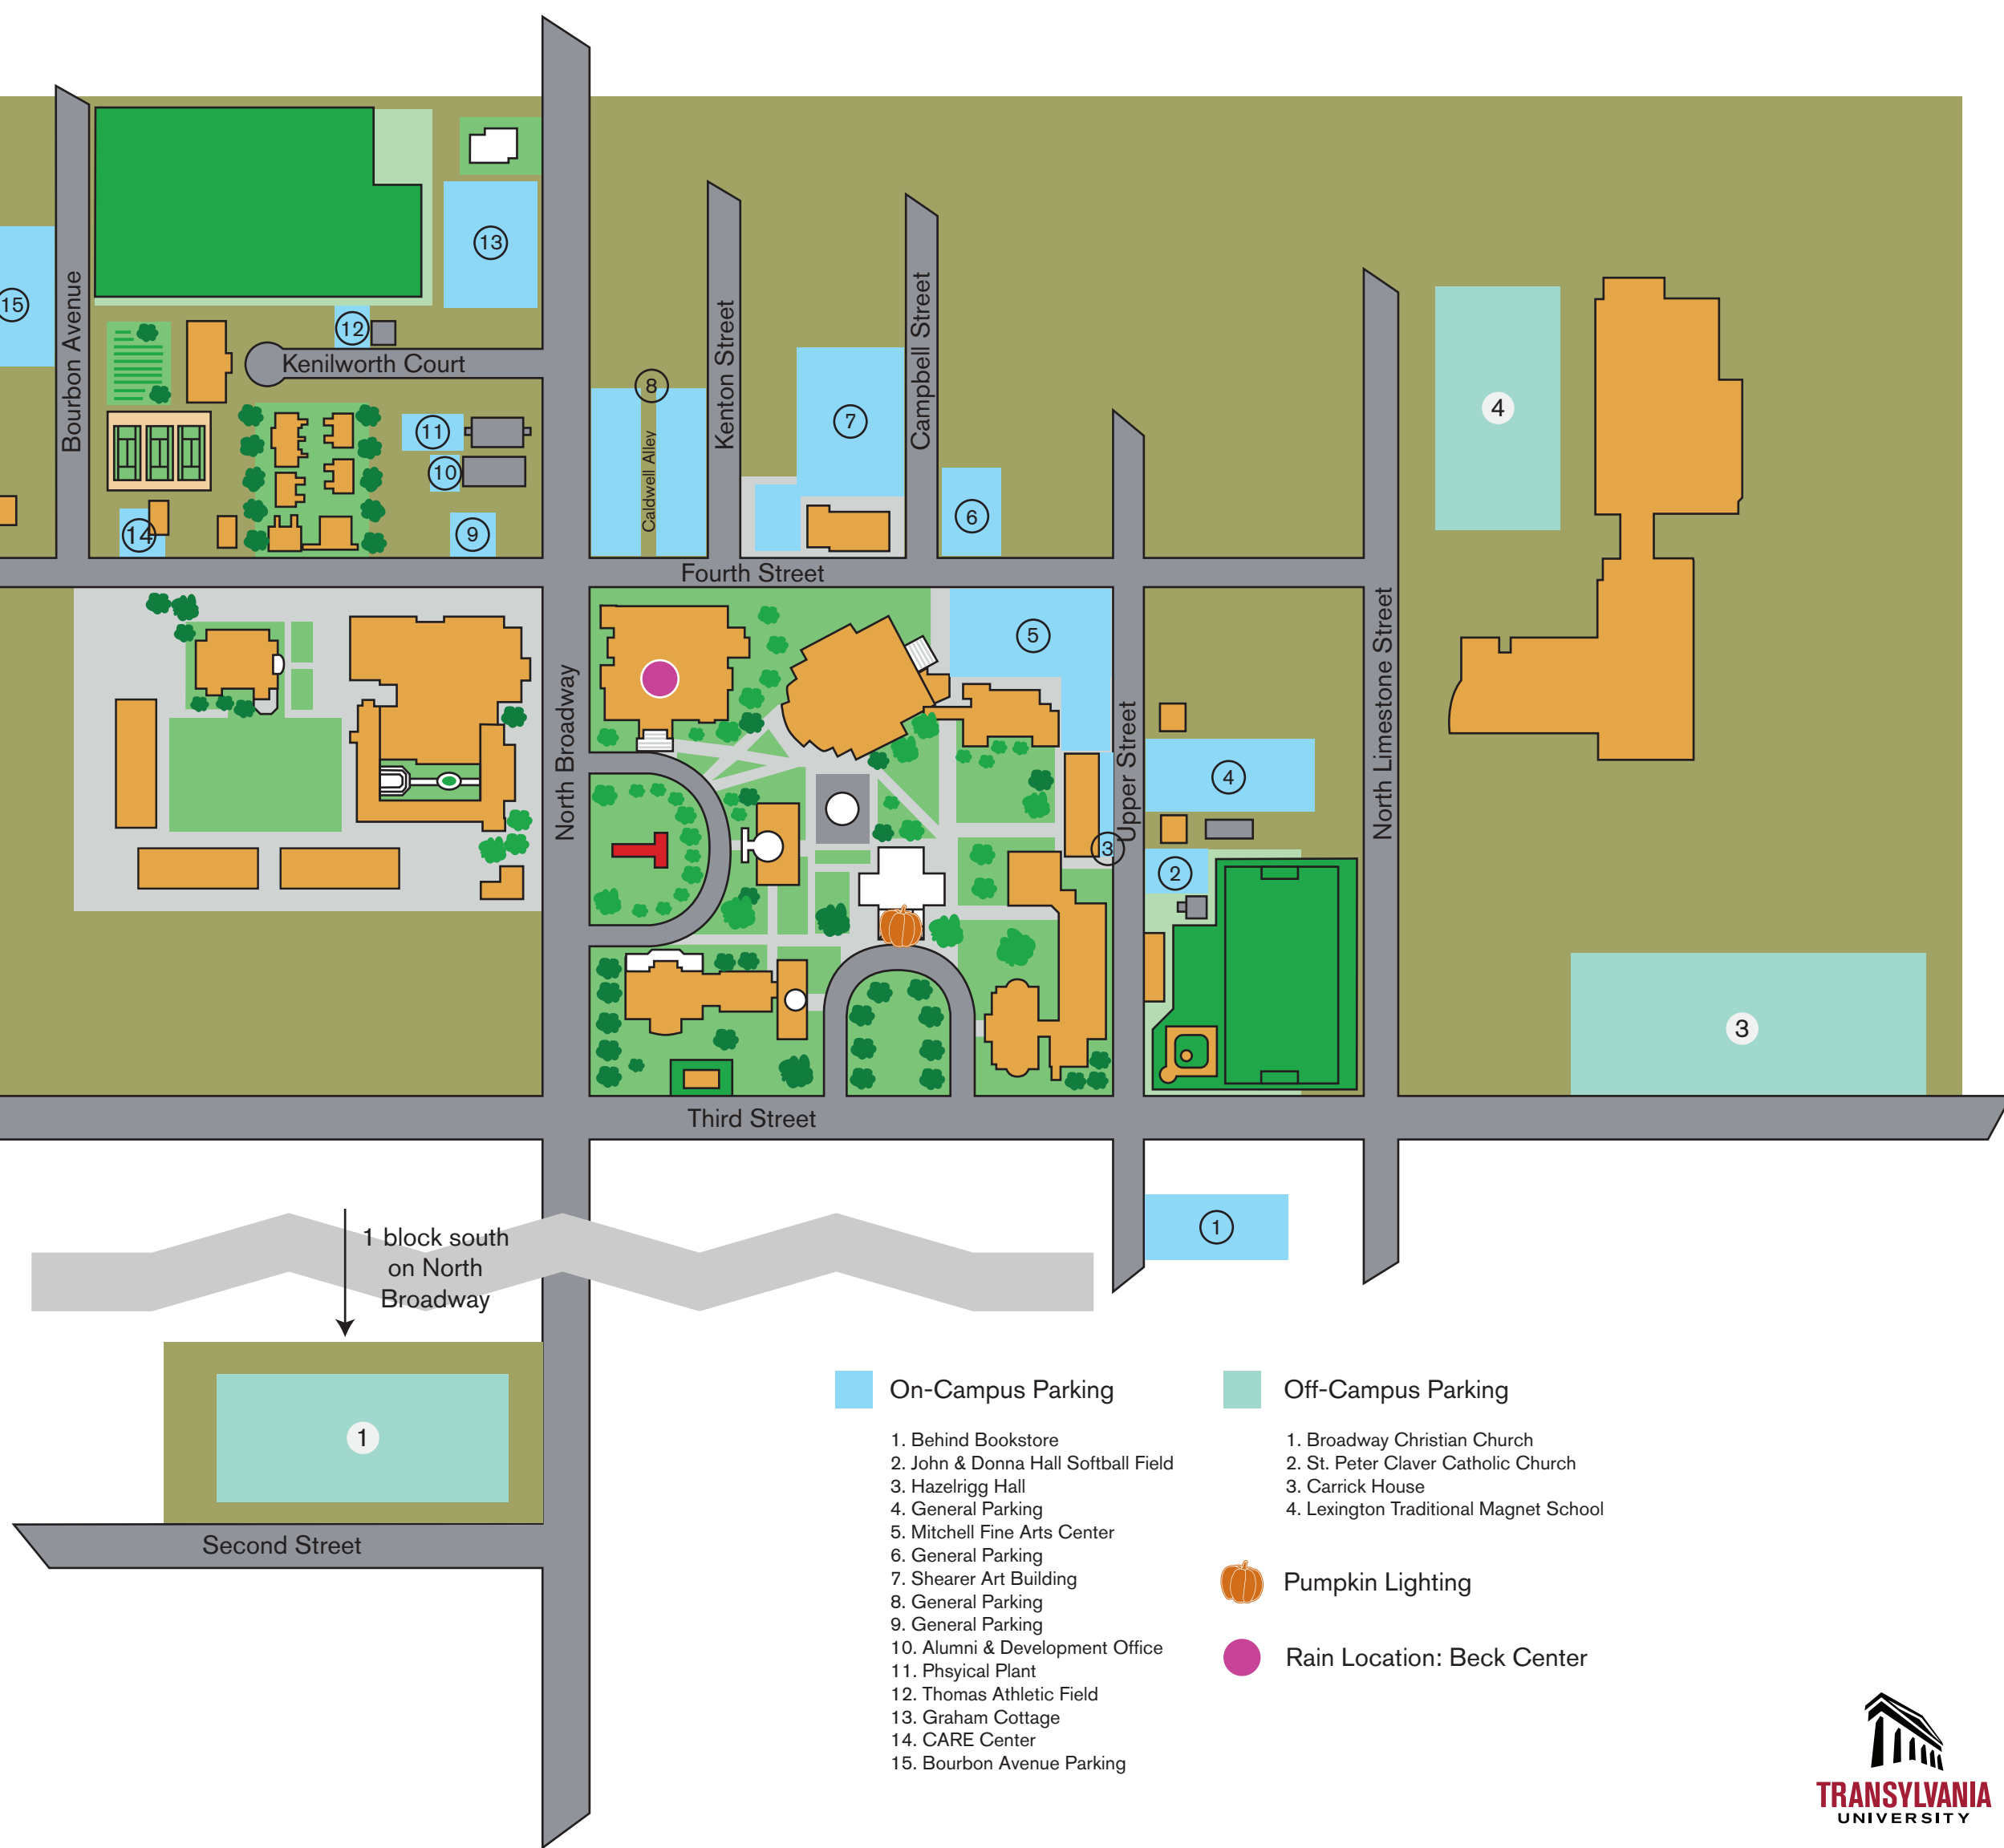 13
15
Bourbon Avenue
12
Kenilworth Court
8
Kenton Street
Campbell Street
7
4
11
10
Caldwell Alley
14
9
6
Fourth Street
5
North Broadway
Upper Street
North Limestone Street
4
3
2
3
Third Street
1
1 block south
on North
Broadway
1
Second Street
On-Campus Parking
1. Behind Bookstore
2. John & Donna Hall Softball Field
3. Hazelrigg Hall
4. General Parking
5. Mitchell Fine Arts Center
6. General Parking
7. Shearer Art Building
8. General Parking
9. General Parking
10. Alumni & Development Office
11. Phsyical Plant
12. Thomas Athletic Field
13. Graham Cottage
14. CARE Center
15. Bourbon Avenue Parking
Off-Campus Parking
1. Broadway Christian Church
2. St. Peter Claver Catholic Church
3. Carrick House
4. Lexington Traditional Magnet School
Pumpkin Lighting
Rain Location: Beck Center
TRANSYLVANIA
UNIVERSITY